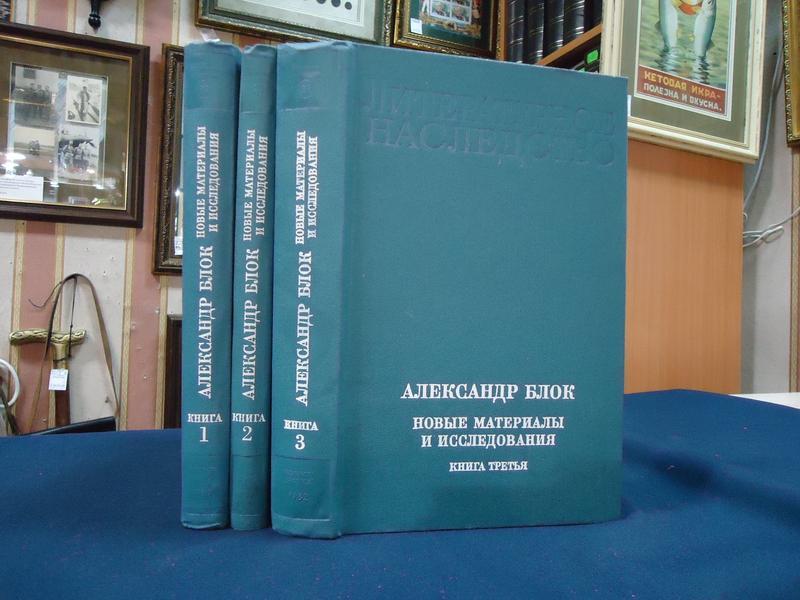 НОВЫЕ МАТЕРИАЛЫ
И ИССЛЕДОВАНИЯ
АЛЕКСАНДР БЛОК
КНИГА
1
НОВЫЕ МАТЕРИАЛЫ
И ИССЛЕДОВАНИЯ
АЛЕКСАНДР БЛОК
КНИГА
2
НОВЫЕ МАТЕРИАЛЫ
И ИССЛЕДОВАНИЯ
АЛЕКСАНДР БЛОК
КНИГА
3
ЛИТЕРАТУРНОЕ
НАСЛЕДСТВО
АЛЕКСАНДР БЛОК
НОВЫЕ МАТЕРИАЛЫ
И ИССЛЕДОВАНИЯ
КНИГА ТРЕТЬЯ
КЕТОВАЯ ИКРА-
ПОЛЕЗНА И ВКУСНА.